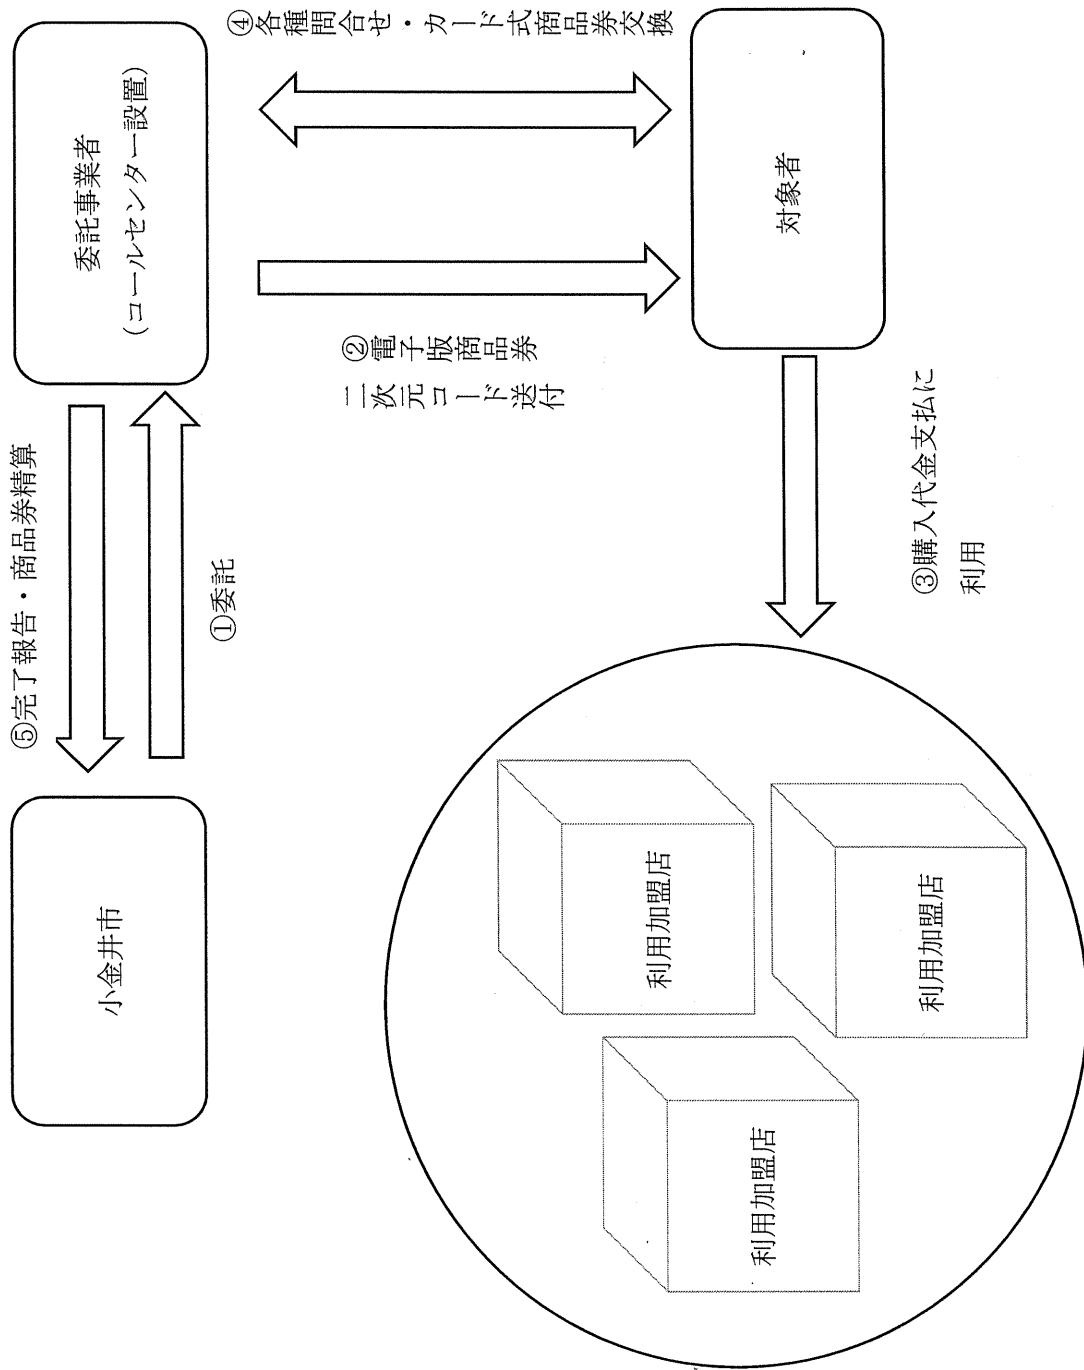 小金井市
⑤完了報告・商品券精算
①委託
委託事業者
(コールセンター設置)
②電子版商品券
二次元コード送付
④各種問合せ・カード式商品券交換
対象者
③購入代金支払に
利用
利用加盟店
利用加盟店
利用加盟店